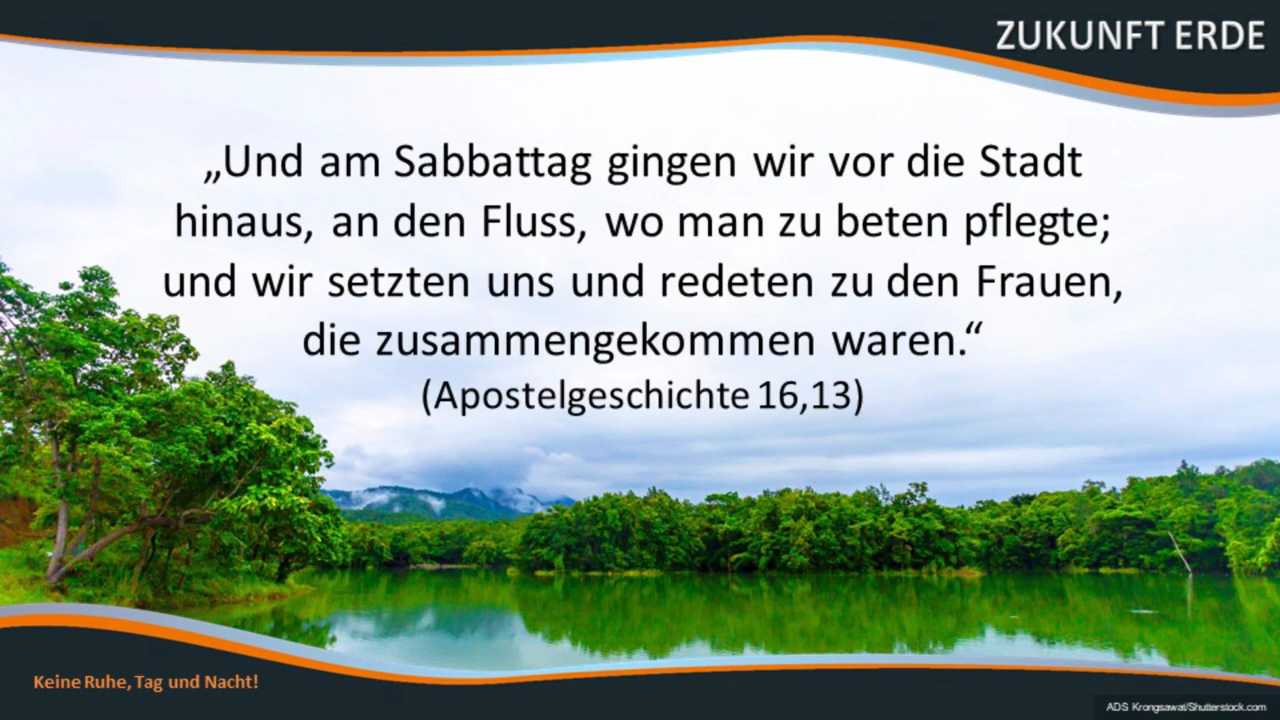 ZUKUNFT ERDE
„Und am Sabbattag gingen wir vor die Stadt
hinaus, an den Fluss, wo man zu beten pflegte;
und wir setzten uns und redeten zu den Frauen,
die zusammengekommen waren.“
(Apostelgeschichte 16,13)
Keine Ruhe, Tag und Nacht!
ADS Krongsawat/Shutterstock.com